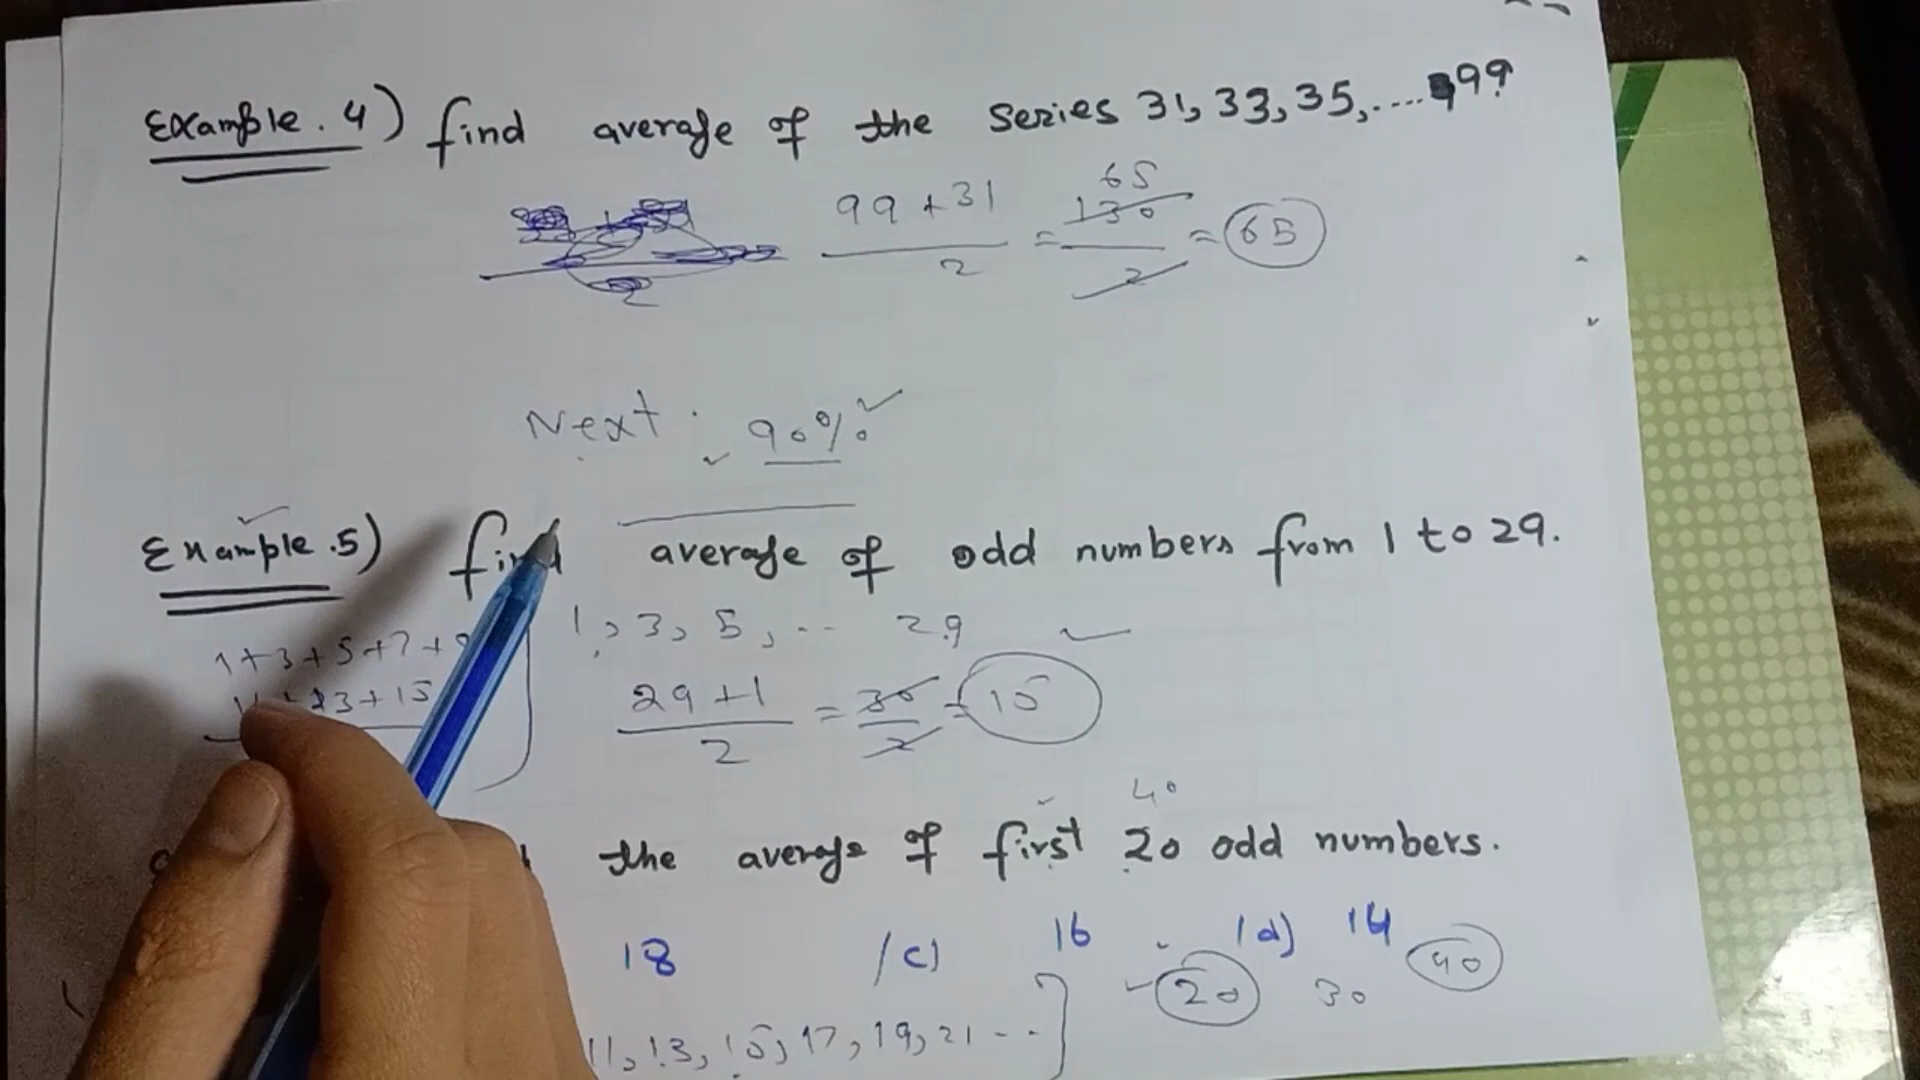 Example. 4) find average of the series 31, 33, 35, .... 99?
99 + 31 / 2 = 65 130 / 2 = 65
2
Next . 90%
Example .5) find average of odd numbers from 1 to 29.
1 + 3 + 5 + 7 +
1, 3, 5, .. 29
13 + 15
29 + 1 / 2 = 30 / 2 = 15
40
the average of first 20 odd numbers.
18 (c) 16 (d) 14
20 30 40
11, 13, 15, 17, 19, 21 - - ]